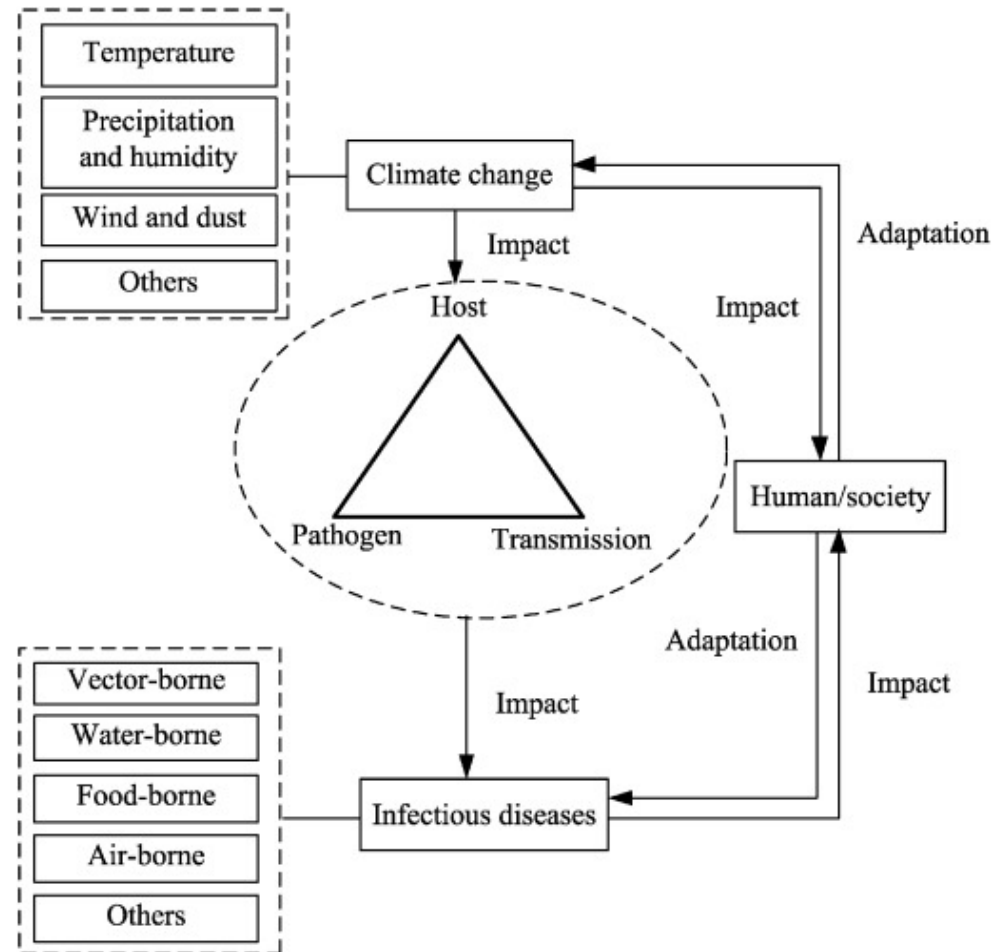 Temperature
Precipitation
and humidity
Wind and dust
Others
Climate change
Impact
Adaptation
Impact
Host
Pathogen
Transmission
Human/society
Adaptation
Impact
Impact
Vector-borne
Water-borne
Food-borne
Air-borne
Others
Infectious diseases